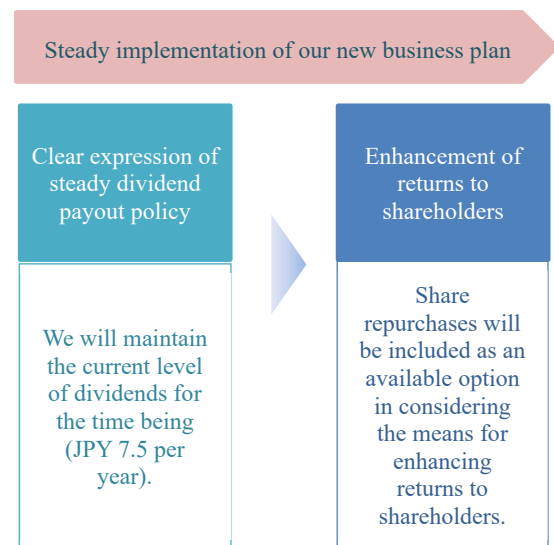 Steady implementation of our new business plan
Clear expression of
steady dividend
payout policy
We will maintain
the current level
of dividends for
the time being
(JPY 7.5 per
year).
Enhancement of
returns to
shareholders
Share
repurchases will
be included as an
available option
in considering
the means for
enhancing
returns to
shareholders.